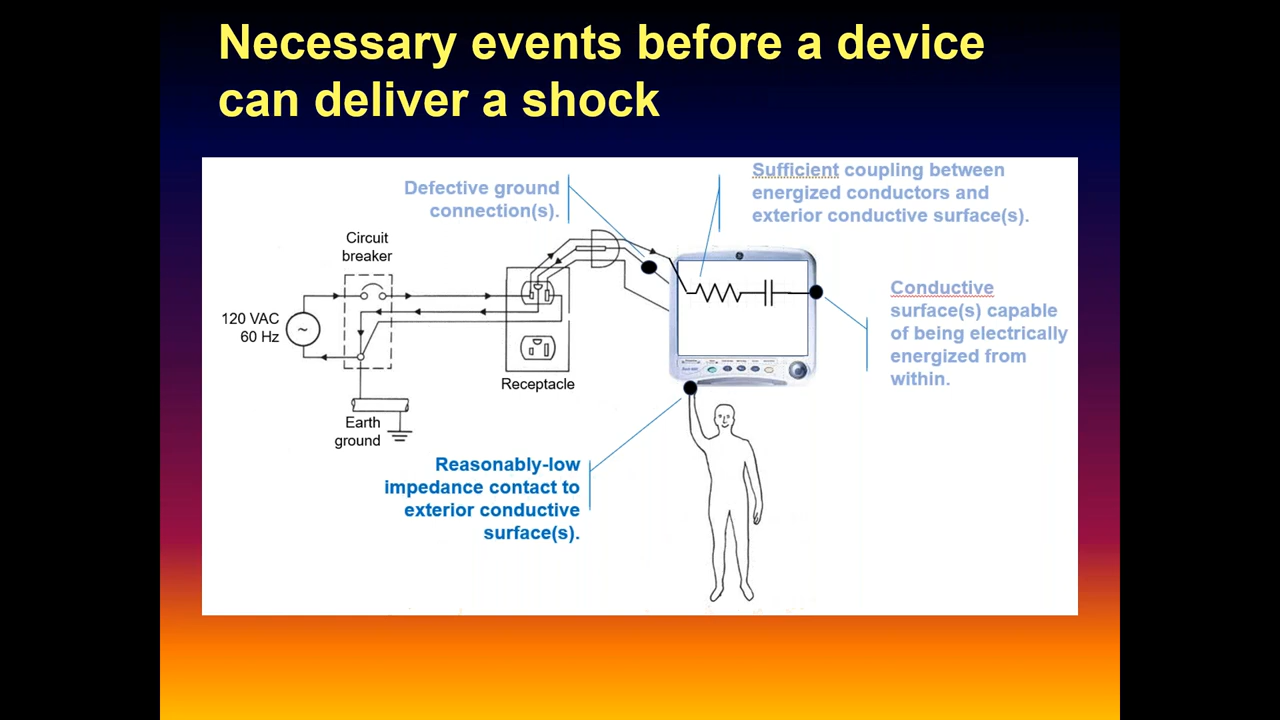 Necessary events before a device
can deliver a shock
Defective ground
connection(s).
Sufficient coupling between
energized conductors and
exterior conductive surface(s).
Circuit
breaker
120 VAC
60 Hz
~
Conductive
surface(s) capable
of being electrically
energized from
within.
Receptacle
Earth
ground
Reasonably-low
impedance contact to
exterior conductive
surface(s).